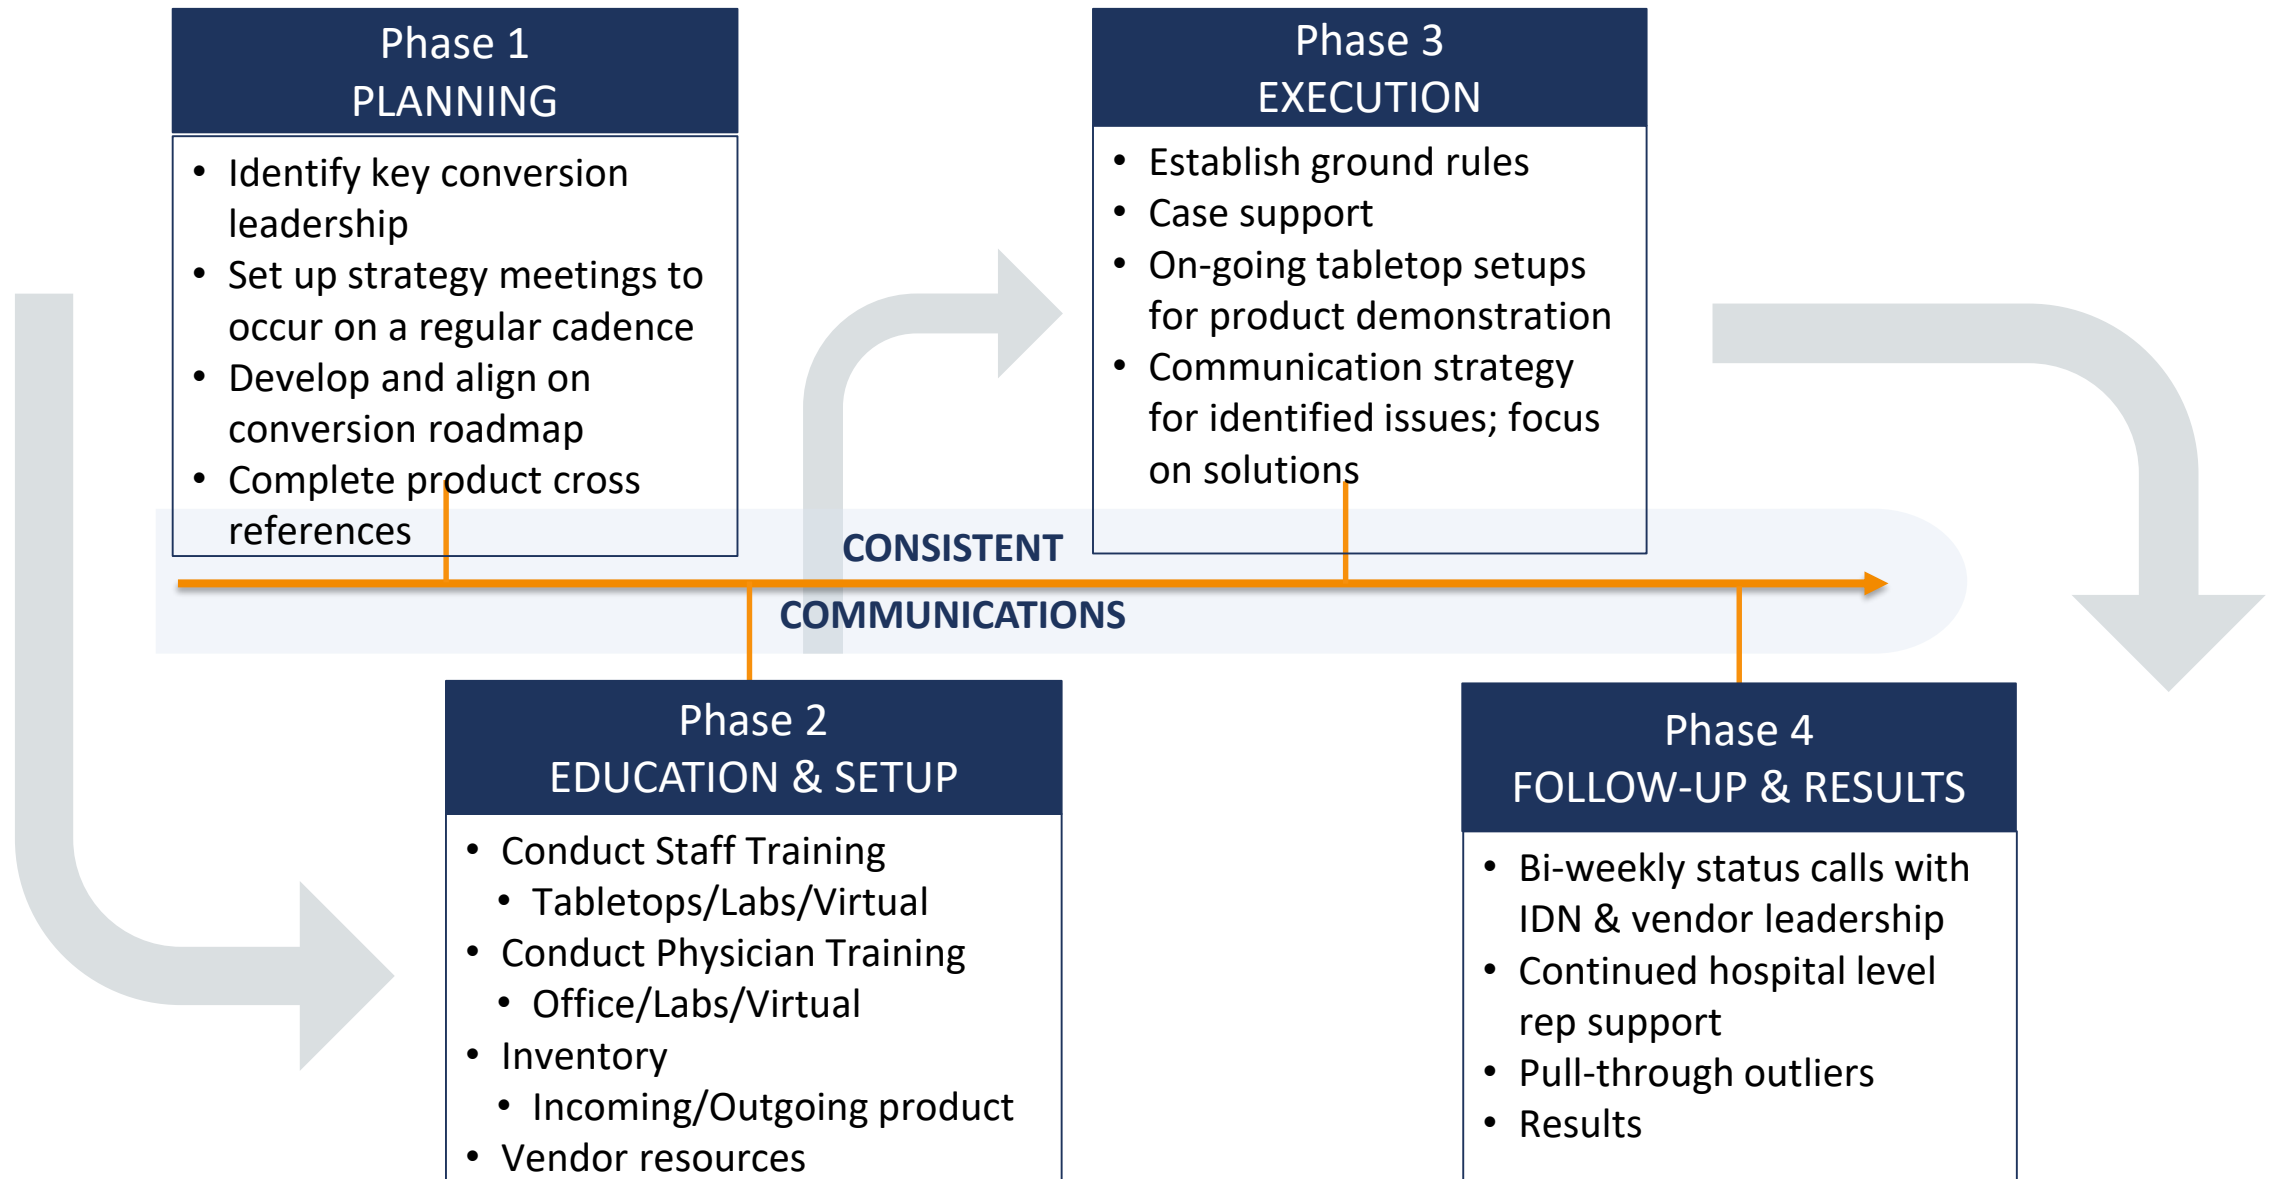 Phase 1
PLANNING
• Identify key conversion
leadership
• Set up strategy meetings to
occur on a regular cadence
• Develop and align on
conversion roadmap
• Complete product cross
references
Phase 3
EXECUTION
• Establish ground rules
• Case support
• On-going tabletop setups
for product demonstration
• Communication strategy
for identified issues; focus
on solutions
CONSISTENT
COMMUNICATIONS
Phase 2
EDUCATION & SETUP
• Conduct Staff Training
• Tabletops/Labs/Virtual
• Conduct Physician Training
• Office/Labs/Virtual
• Inventory
• Incoming/Outgoing product
• Vendor resources
Phase 4
FOLLOW-UP & RESULTS
• Bi-weekly status calls with
IDN & vendor leadership
• Continued hospital level
rep support
• Pull-through outliers
• Results